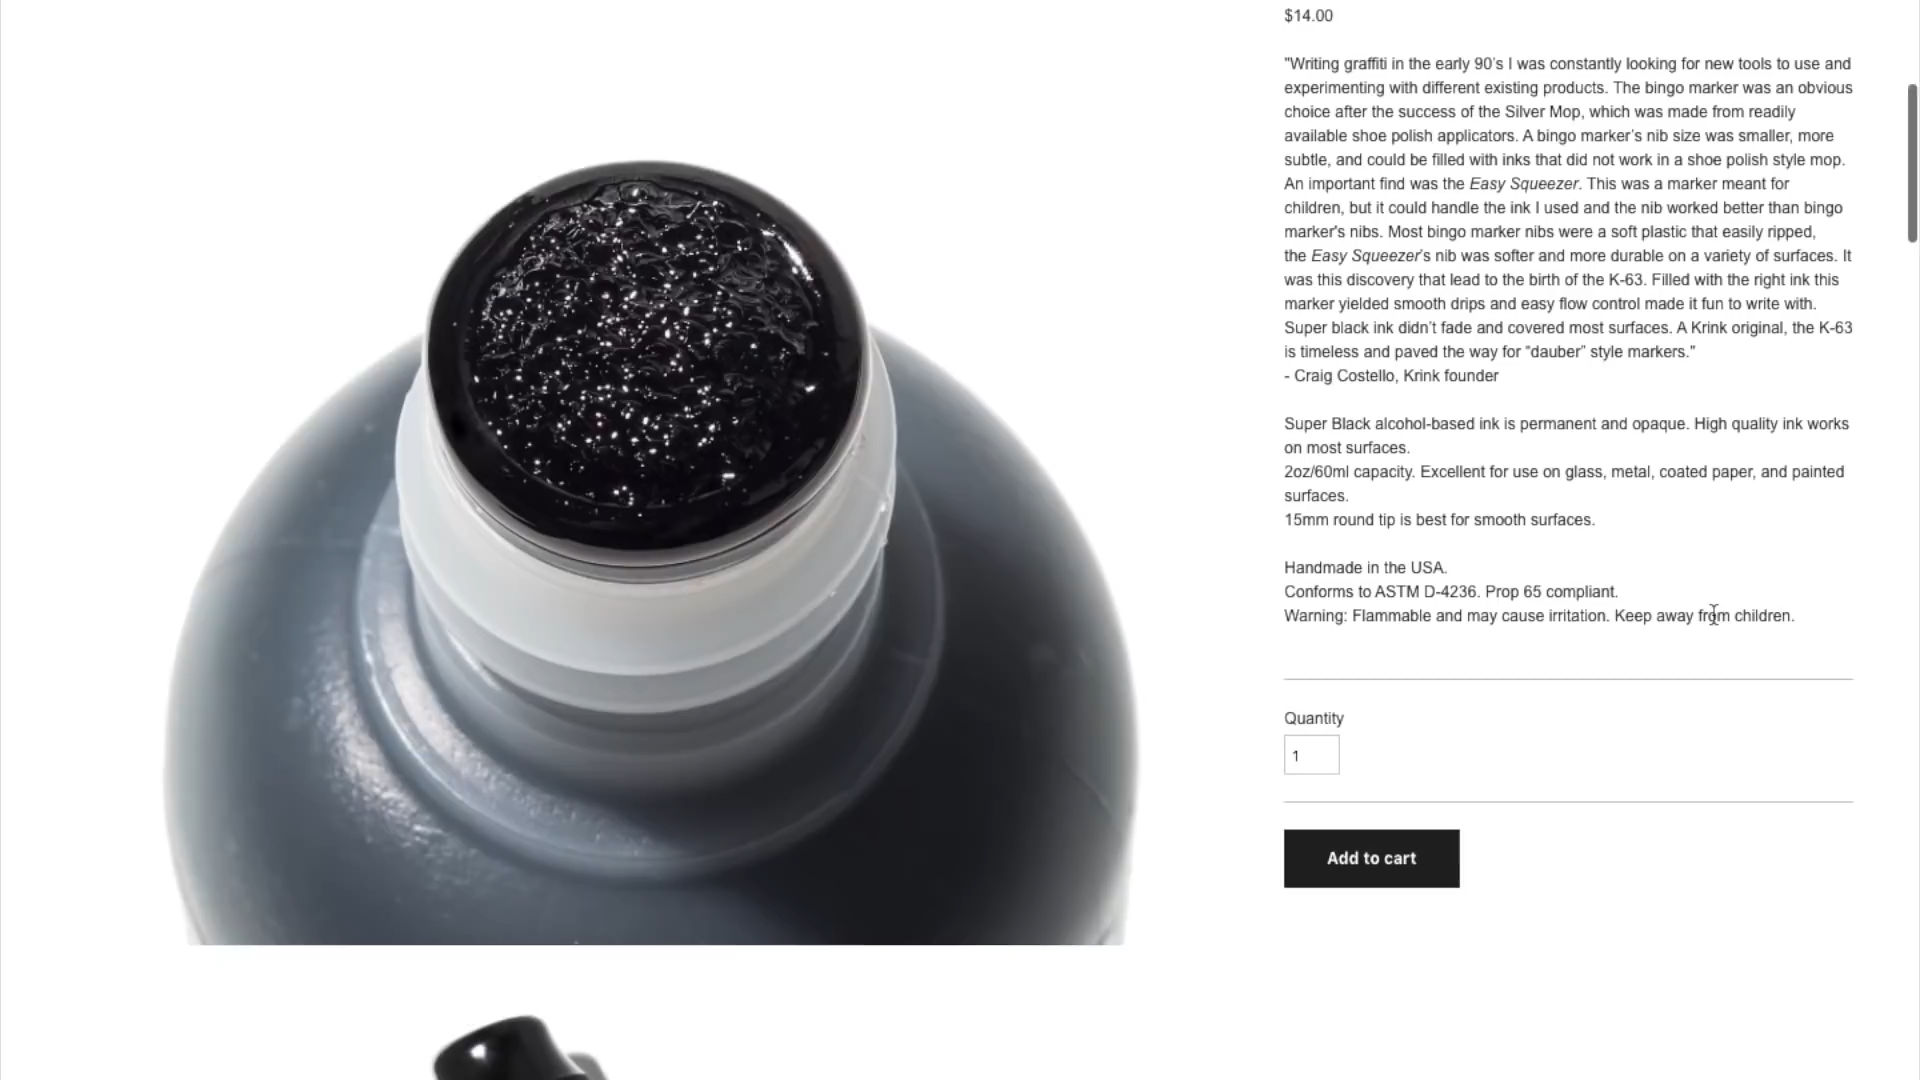 $14.00
"Writing graffiti in the early 90's I was constantly looking for new tools to use and
experimenting with different existing products. The bingo marker was an obvious
choice after the success of the Silver Mop, which was made from readily
available shoe polish applicators. A bingo marker's nib size was smaller, more
subtle, and could be filled with inks that did not work in a shoe polish style mop.
An important find was the Easy Squeezer. This was a marker meant for
children, but it could handle the ink I used and the nib worked better than bingo
marker's nibs. Most bingo marker nibs were a soft plastic that easily ripped,
the Easy Squeezer's nib was softer and more durable on a variety of surfaces. It
was this discovery that lead to the birth of the K-63. Filled with the right ink this
marker yielded smooth drips and easy flow control made it fun to write with.
Super black ink didn't fade and covered most surfaces. A Krink original, the K-63
is timeless and paved the way for “dauber” style markers."
- Craig Costello, Krink founder
Super Black alcohol-based ink is permanent and opaque. High quality ink works
on most surfaces.
2oz/60ml capacity. Excellent for use on glass, metal, coated paper, and painted
surfaces.
15mm round tip is best for smooth surfaces.
Handmade in the USA.
Conforms to ASTM D-4236. Prop 65 compliant.
Warning: Flammable and may cause irritation. Keep away from children.
Quantity
1
Add to cart